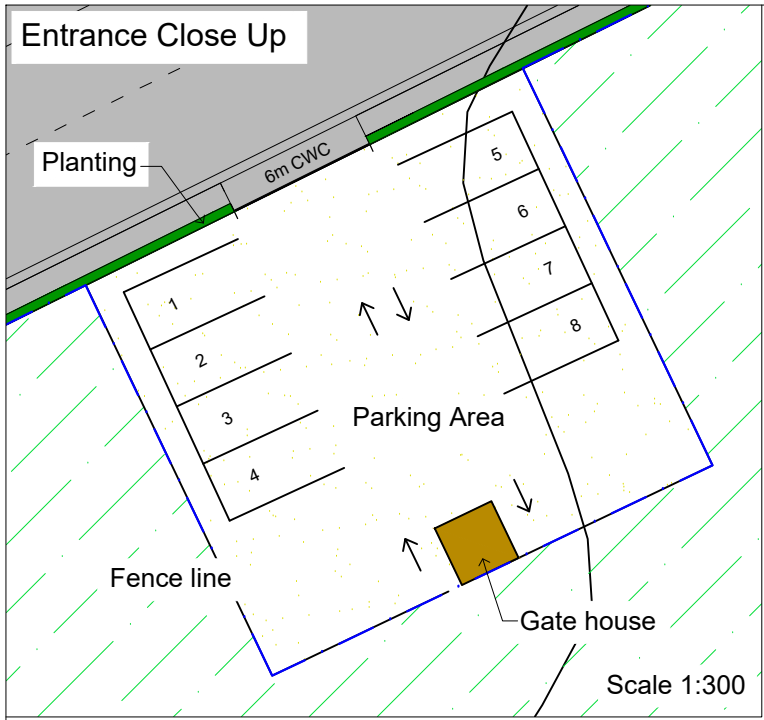 Entrance Close Up
Planting
6m CWC
5
6
7
8
1
2
3
4
Parking Area
Fence line
Gate house
Scale 1:300